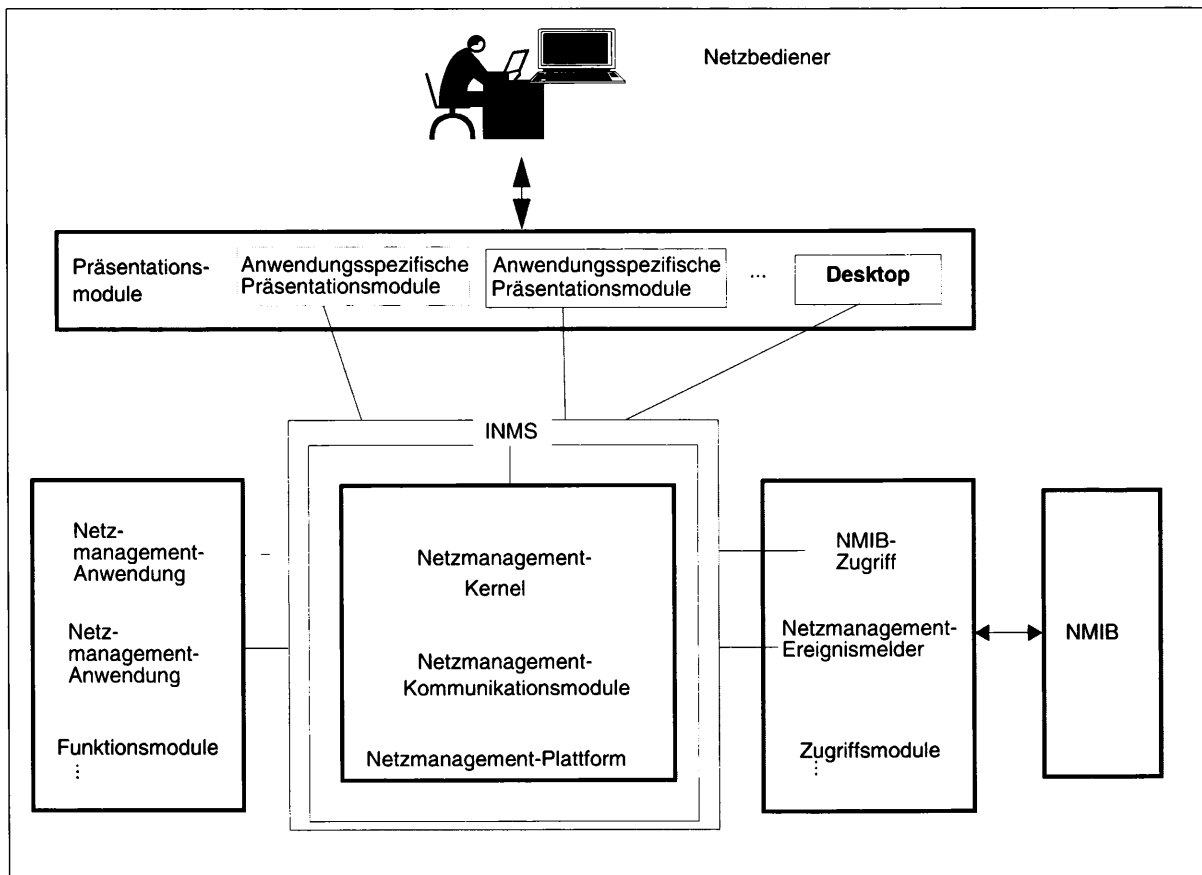 Netzbediener
Präsentations-
module
Anwendungsspezifische
Präsentationsmodule
Anwendungsspezifische
Präsentationsmodule
...
Desktop
INMS
Netz-
management-
Anwendung
Netz-
management-
Anwendung
Funktionsmodule
⋮
Netzmanagement-
Kernel
Netzmanagement-
Kommunikationsmodule
Netzmanagement-Plattform
NMIB-
Zugriff
Netzmanagement-
Ereignismelder
Zugriffsmodule
⋮
NMIB